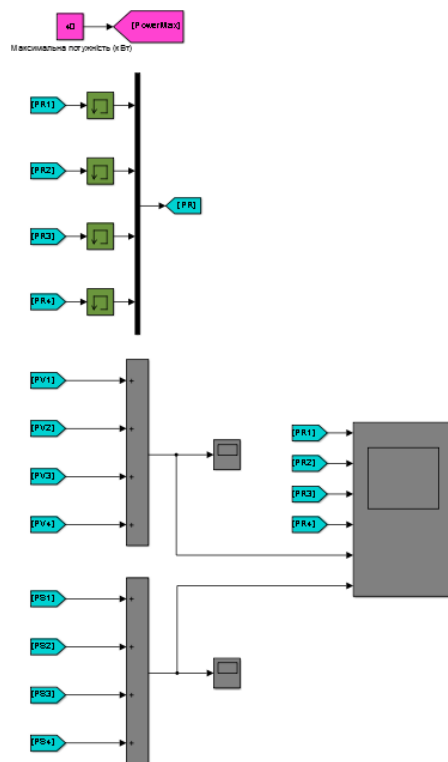 40
[PowerMax]
Максимальна потужність (кВт)
[PR1]
[PR2]
[PR]
[PR3]
[PR4]
[PV1] +
[PV2] +
[PV3] +
[PV4] +
[PR1]
[PR2]
[PR3]
[PR4]
[PS1] +
[PS2] +
[PS3] +
[PS4] +